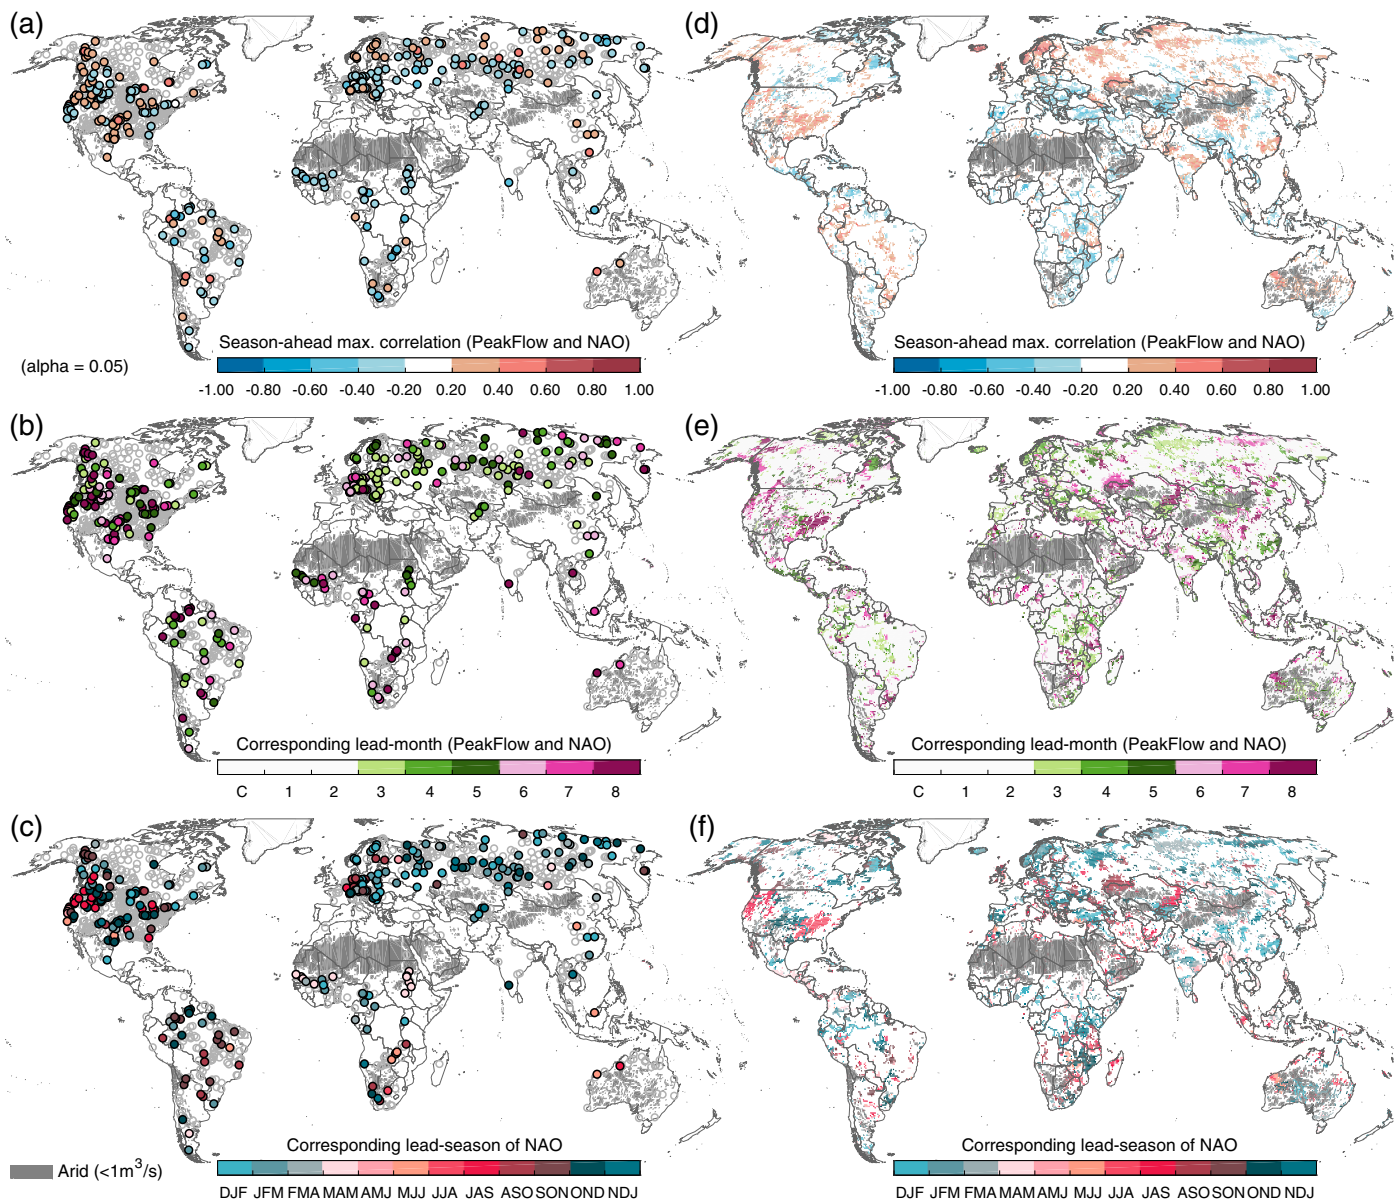 (a)
(d)
Season-ahead max. correlation (PeakFlow and NAO)
(alpha = 0.05)
-1.00 -0.80 -0.60 -0.40 -0.20 0.20 0.40 0.60 0.80 1.00
Season-ahead max. correlation (PeakFlow and NAO)
-1.00 -0.80 -0.60 -0.40 -0.20 0.20 0.40 0.60 0.80 1.00
(b)
(e)
Corresponding lead-month (PeakFlow and NAO)
C 1 2 3 4 5 6 7 8
Corresponding lead-month (PeakFlow and NAO)
C 1 2 3 4 5 6 7 8
(c)
(f)
Corresponding lead-season of NAO
Arid (<1m³/s)
DJF JFM FMA MAM AMJ MJJ JJA JAS ASO SON OND NDJ
Corresponding lead-season of NAO
DJF JFM FMA MAM AMJ MJJ JJA JAS ASO SON OND NDJ